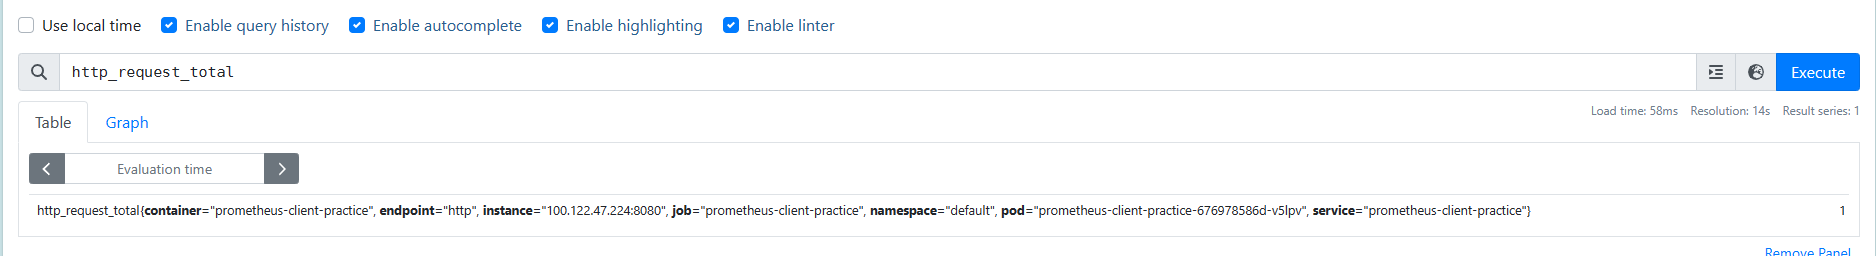 Use local time Enable query history Enable autocomplete Enable highlighting Enable linter
http_request_total Execute
Load time: 58ms Resolution: 14s Result series: 1
Table Graph
Evaluation time
http_request_total{container="prometheus-client-practice", endpoint="http", instance="100.122.47.224:8080", job="prometheus-client-practice", namespace="default", pod="prometheus-client-practice-676978586d-v5lpv", service="prometheus-client-practice"} 1
Remove Panel